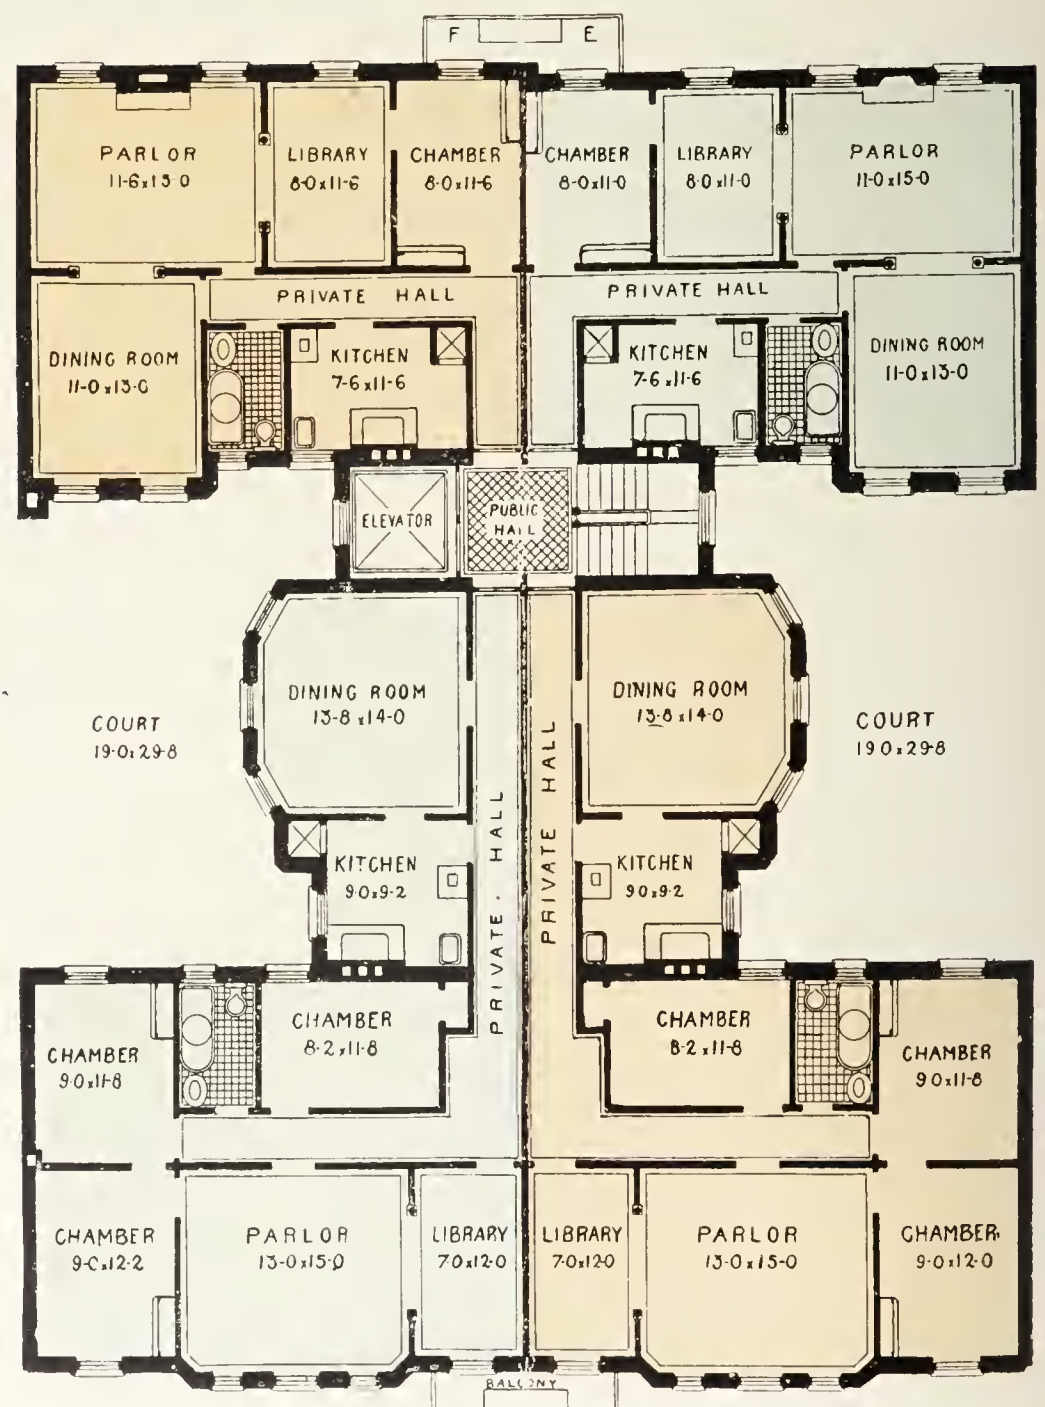 F E
PARLOR
11-6x15-0
LIBRARY
8-0x11-6
CHAMBER
8-0x11-6
CHAMBER
8-0x11-0
LIBRARY
8-0x11-0
PARLOR
11-0x15-0
PRIVATE HALL
PRIVATE HALL
DINING ROOM
11-0x13-0
KITCHEN
7-6x11-6
KITCHEN
7-6x11-6
DINING ROOM
11-0x13-0
ELEVATOR
PUBLIC
HALL
COURT
19-0x29-8
DINING ROOM
13-8x14-0
DINING ROOM
13-8x14-0
COURT
19-0x29-8
PRIVATE HALL
PRIVATE HALL
KITCHEN
9-0x9-2
KITCHEN
9-0x9-2
CHAMBER
9-0x11-8
CHAMBER
8-2x11-8
CHAMBER
8-2x11-8
CHAMBER
9-0x11-8
CHAMBER
9-0x12-2
PARLOR
13-0x15-0
LIBRARY
7-0x12-0
LIBRARY
7-0x12-0
PARLOR
13-0x15-0
CHAMBER
9-0x12-0
BALCONY